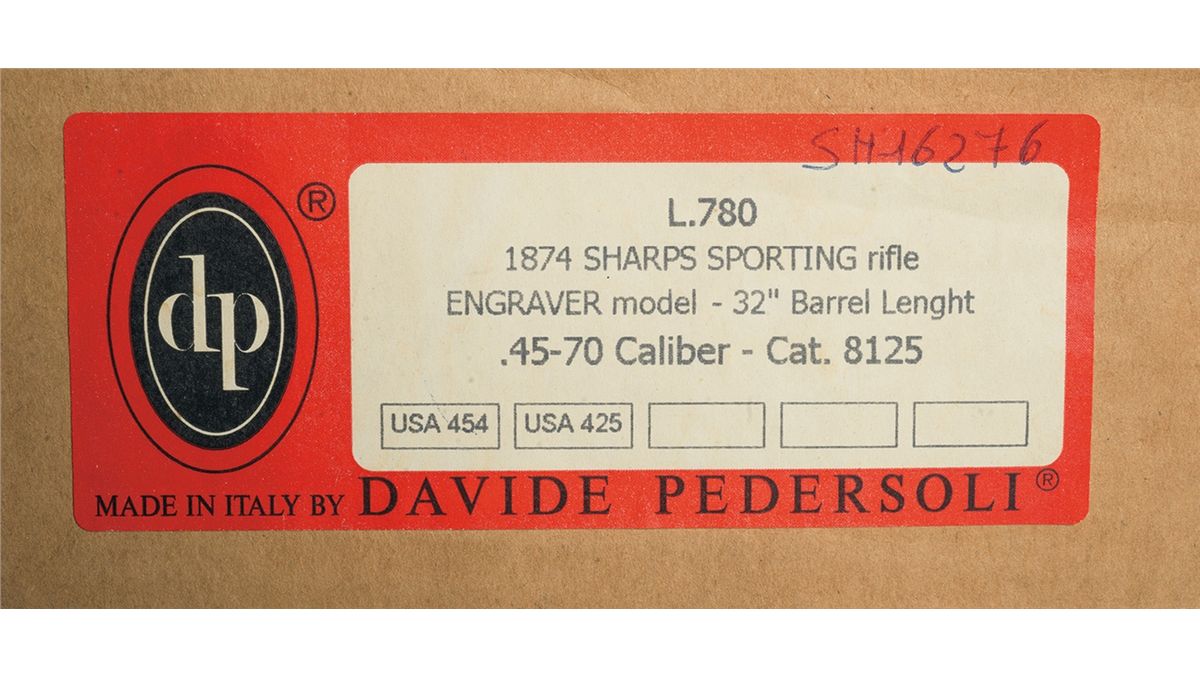 SH16276
dp ®
L.780
1874 SHARPS SPORTING rifle
ENGRAVER model - 32" Barrel Lenght
.45-70 Caliber - Cat. 8125
USA 454 USA 425
MADE IN ITALY BY DAVIDE PEDERSOLI®